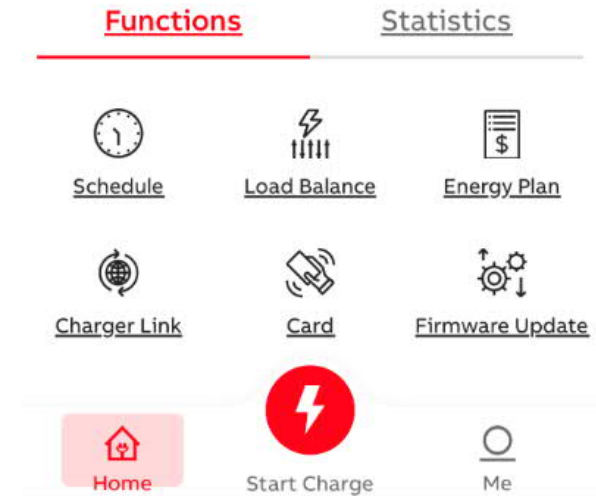 Functions Statistics
Schedule Load Balance Energy Plan
$
Charger Link Card Firmware Update
Home Start Charge Me